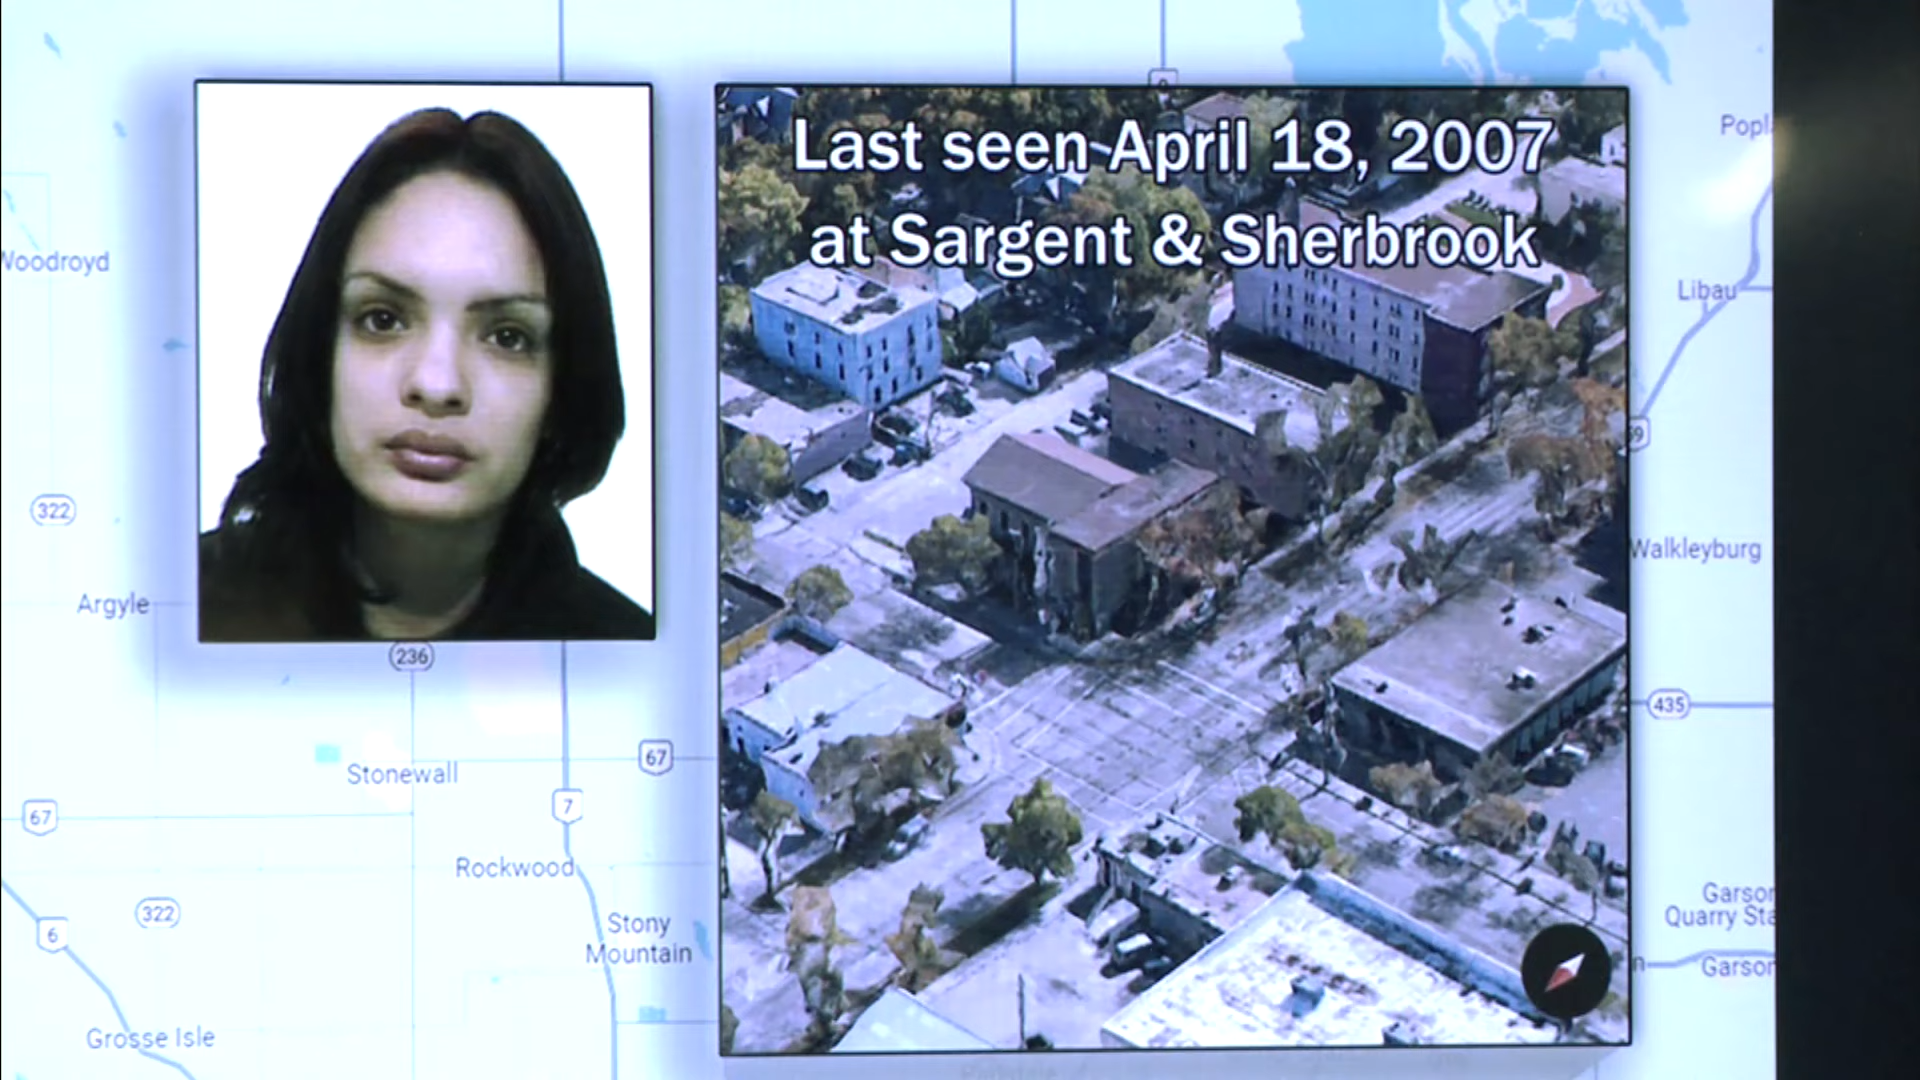 Last seen April 18, 2007
at Sargent & Sherbrook
Woodroyd
Libau
322
Argyle
Walkleyburg
236
435
Stonewall
67
67
7
Rockwood
322
6
Stony
Mountain
Grosse Isle